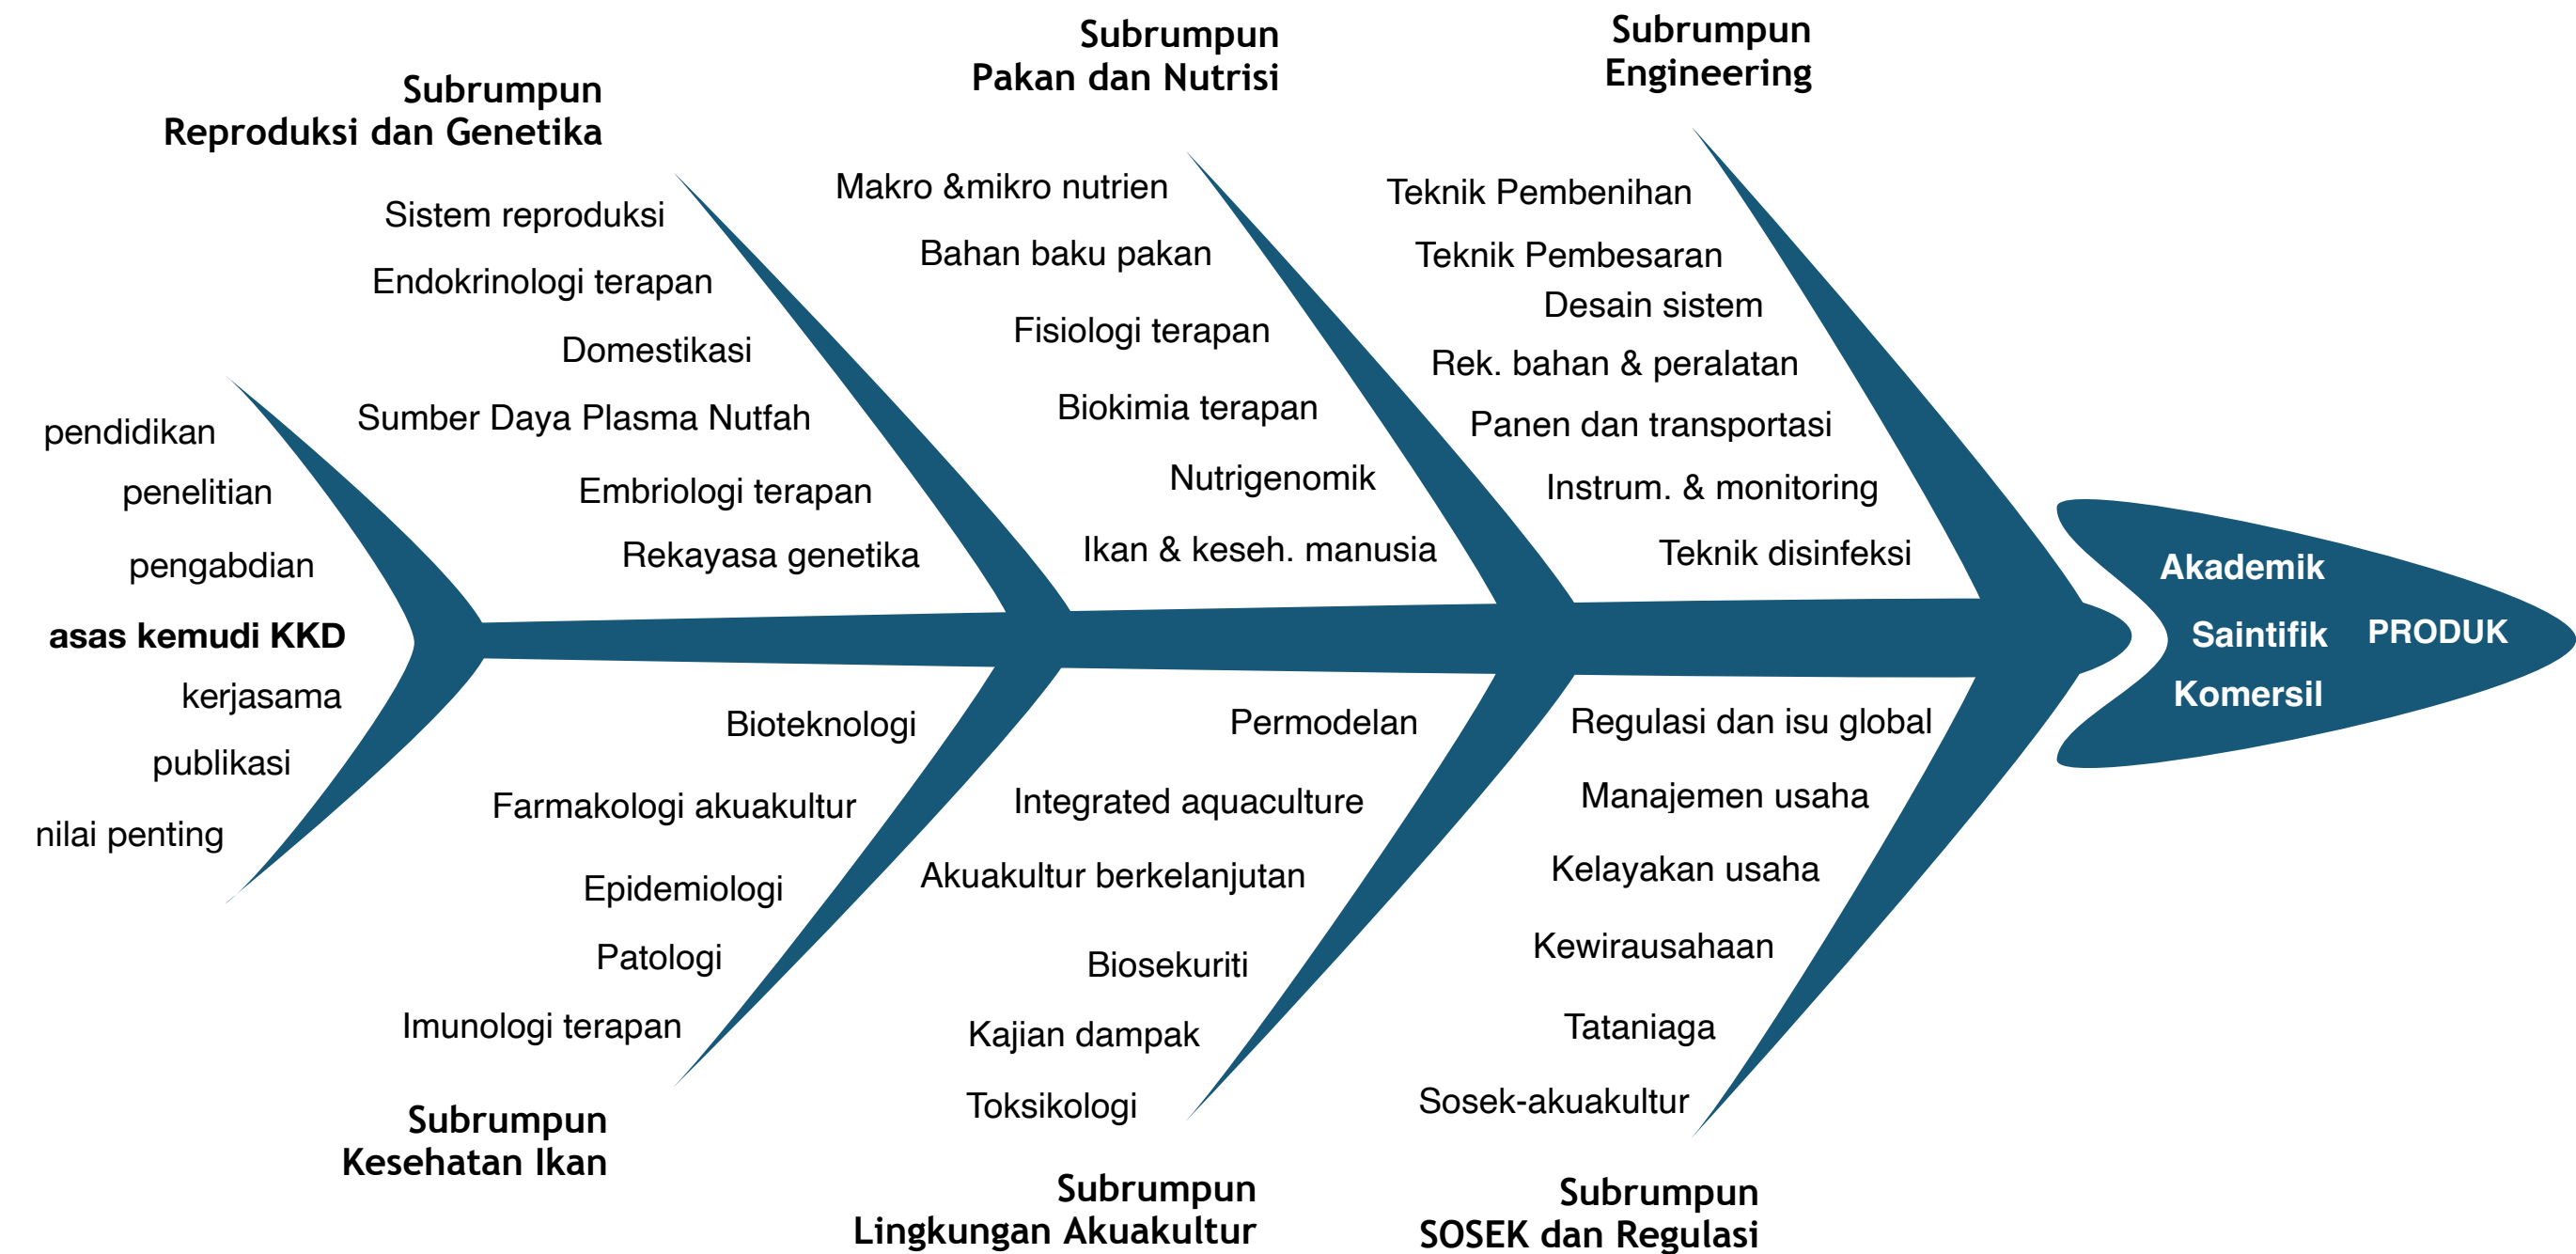 Subrumpun
Reproduksi dan Genetika
Sistem reproduksi
Endokrinologi terapan
Domestikasi
Sumber Daya Plasma Nutfah
Embriologi terapan
Rekayasa genetika
Subrumpun
Pakan dan Nutrisi
Makro &mikro nutrien
Bahan baku pakan
Fisiologi terapan
Biokimia terapan
Nutrigenomik
Ikan & keseh. manusia
Subrumpun
Engineering
Teknik Pembenihan
Teknik Pembesaran
Desain sistem
Rek. bahan & peralatan
Panen dan transportasi
Instrum. & monitoring
Teknik disinfeksi
pendidikan
penelitian
pengabdian
asas kemudi KKD
kerjasama
publikasi
nilai penting
Akademik
Saintifik
Komersil
PRODUK
Bioteknologi
Farmakologi akuakultur
Epidemiologi
Patologi
Imunologi terapan
Subrumpun
Kesehatan Ikan
Permodelan
Integrated aquaculture
Akuakultur berkelanjutan
Biosekuriti
Kajian dampak
Toksikologi
Subrumpun
Lingkungan Akuakultur
Regulasi dan isu global
Manajemen usaha
Kelayakan usaha
Kewirausahaan
Tataniaga
Sosek-akuakultur
Subrumpun
SOSEK dan Regulasi